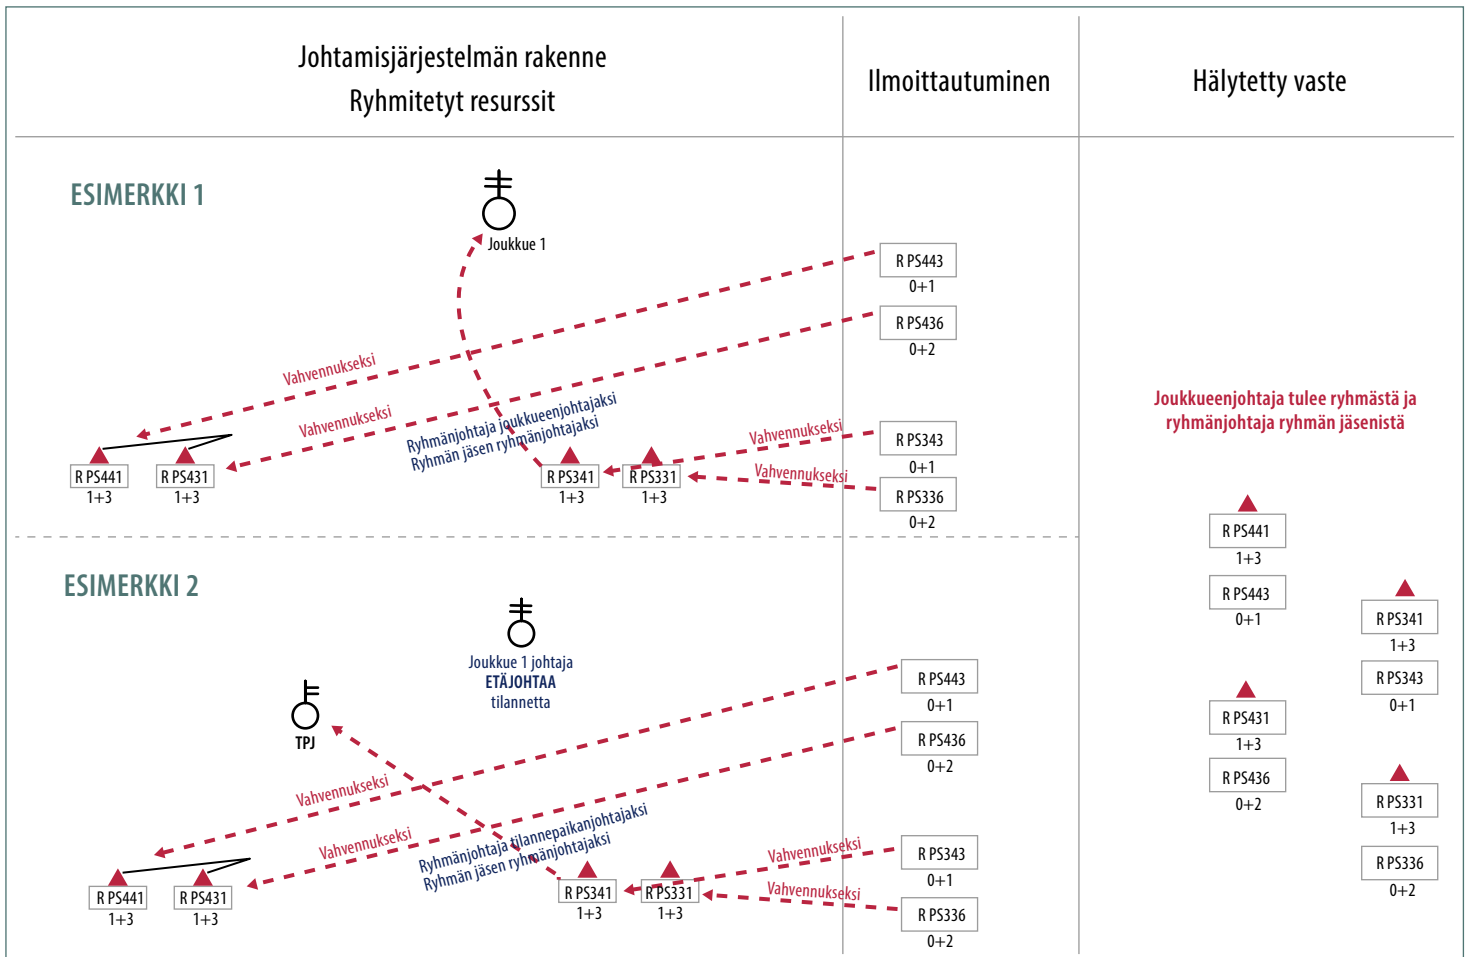 Johtamisjärjestelmän rakenne
Ryhmitetyt resurssit
Ilmoittautuminen
Hälytetty vaste
ESIMERKKI 1
Joukkue 1
R PS443
0+1
R PS436
0+2
Vahvennukseksi
Vahvennukseksi
Ryhmänjohtaja joukkueenjohtajaksi
Ryhmän jäsen ryhmänjohtajaksi
Vahvennukseksi
Vahvennukseksi
R PS343
0+1
R PS336
0+2
R PS441
1+3
R PS431
1+3
R PS341
1+3
R PS331
1+3
ESIMERKKI 2
Joukkue 1 johtaja
ETÄJOHTAA
tilannetta
TPJ
R PS443
0+1
R PS436
0+2
Vahvennukseksi
Vahvennukseksi
Ryhmänjohtaja tilannepaikanjohtajaksi
Ryhmän jäsen ryhmänjohtajaksi
Vahvennukseksi
Vahvennukseksi
R PS343
0+1
R PS336
0+2
R PS441
1+3
R PS431
1+3
R PS341
1+3
R PS331
1+3
Joukkueenjohtaja tulee ryhmästä ja
ryhmänjohtaja ryhmän jäsenistä
R PS441
1+3
R PS443
0+1
R PS341
1+3
R PS343
0+1
R PS431
1+3
R PS436
0+2
R PS331
1+3
R PS336
0+2